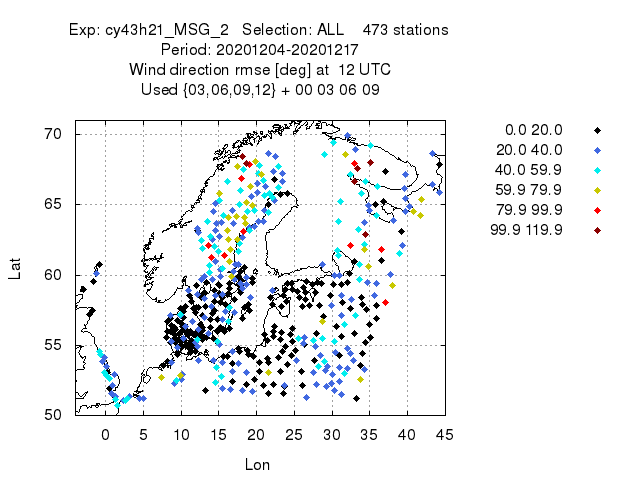 Exp: cy43h21_MSG_2 Selection: ALL 473 stations
Period: 20201204-20201217
Wind direction rmse [deg] at 12 UTC
Used {03,06,09,12} + 00 03 06 09
0.0 20.0
20.0 40.0
40.0 59.9
59.9 79.9
79.9 99.9
99.9 119.9
70
65
60
55
50
Lat
0 5 10 15 20 25 30 35 40 45
Lon